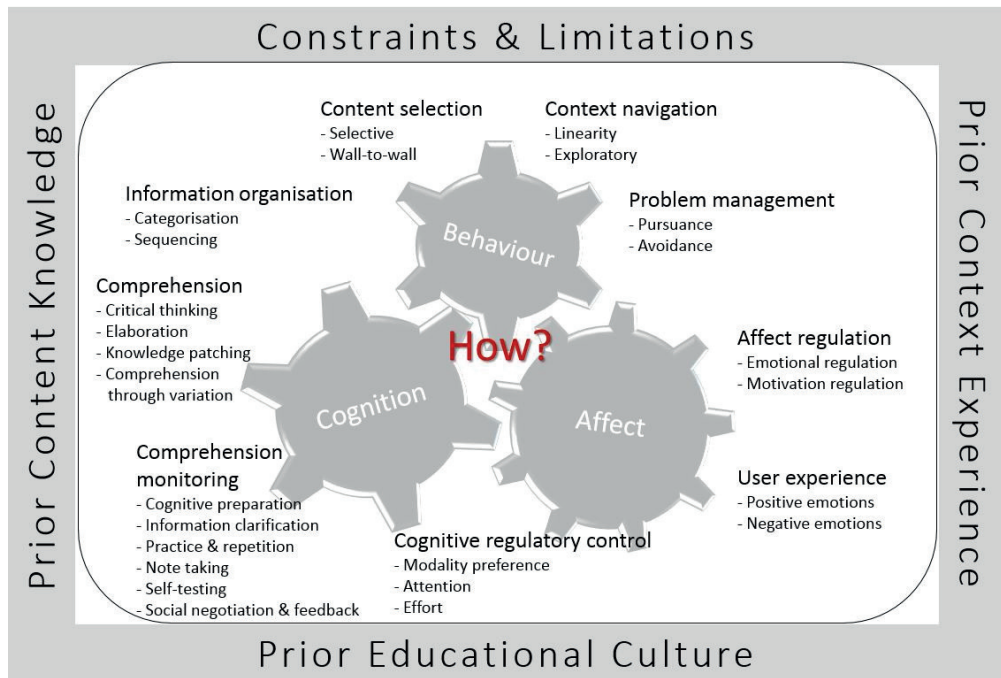 Constraints & Limitations
Prior Content Knowledge
Prior Context Experience
Content selection
- Selective
- Wall-to-wall
Context navigation
- Linearity
- Exploratory
Information organisation
- Categorisation
- Sequencing
Problem management
- Pursuance
- Avoidance
Behaviour
Comprehension
- Critical thinking
- Elaboration
- Knowledge patching
- Comprehension
through variation
How?
Cognition
Affect
Affect regulation
- Emotional regulation
- Motivation regulation
Comprehension
monitoring
- Cognitive preparation
- Information clarification
- Practice & repetition
- Note taking
- Self-testing
- Social negotiation & feedback
Cognitive regulatory control
- Modality preference
- Attention
- Effort
User experience
- Positive emotions
- Negative emotions
Prior Educational Culture